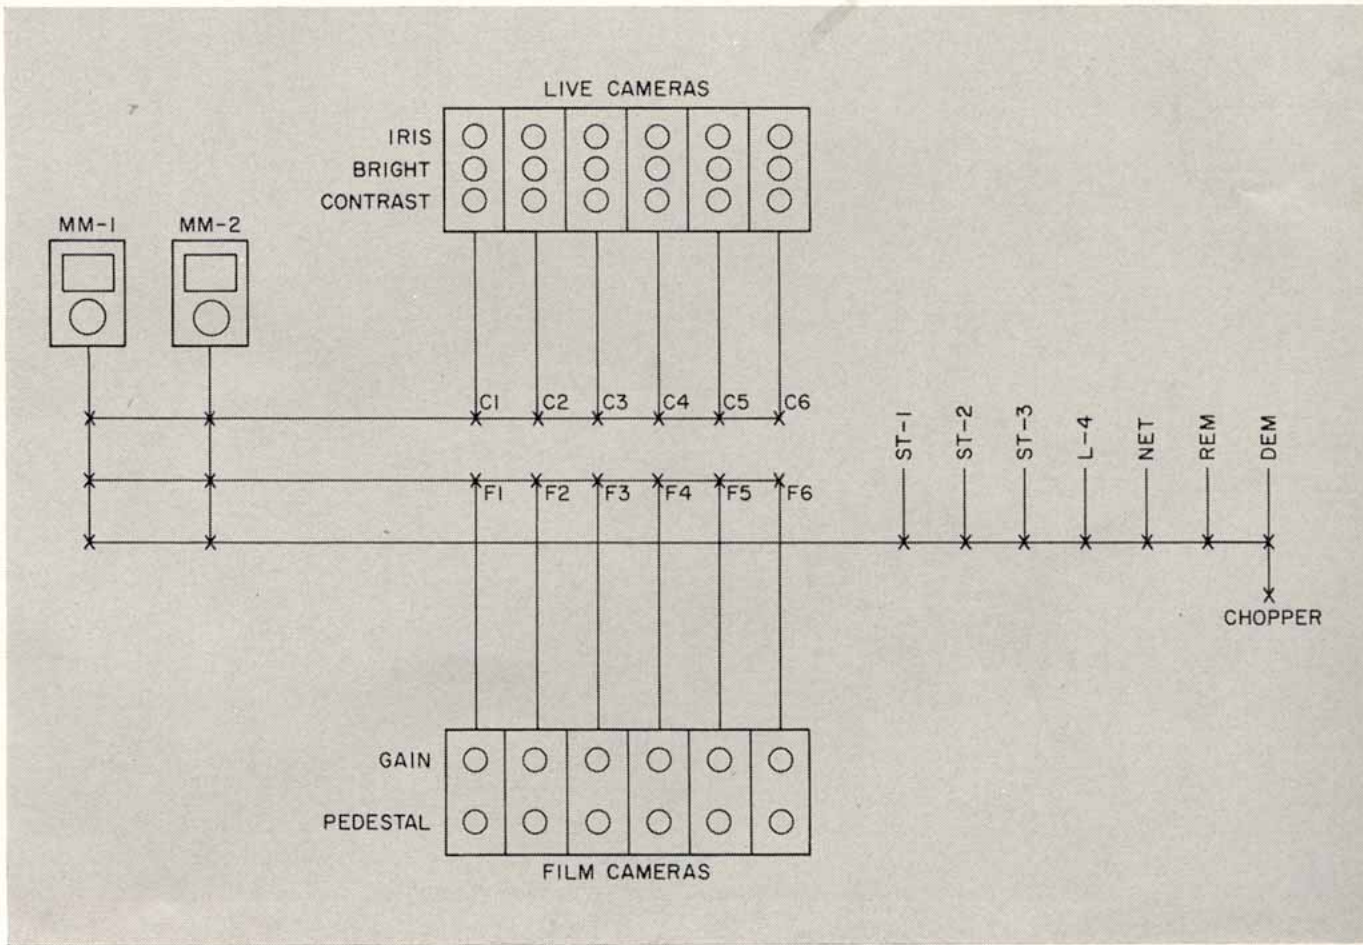 LIVE CAMERAS
IRIS
BRIGHT
CONTRAST
MM-1 MM-2
C1 C2 C3 C4 C5 C6
ST-1 ST-2 ST-3 L-4 NET REM DEM
F1 F2 F3 F4 F5 F6
CHOPPER
GAIN
PEDESTAL
FILM CAMERAS